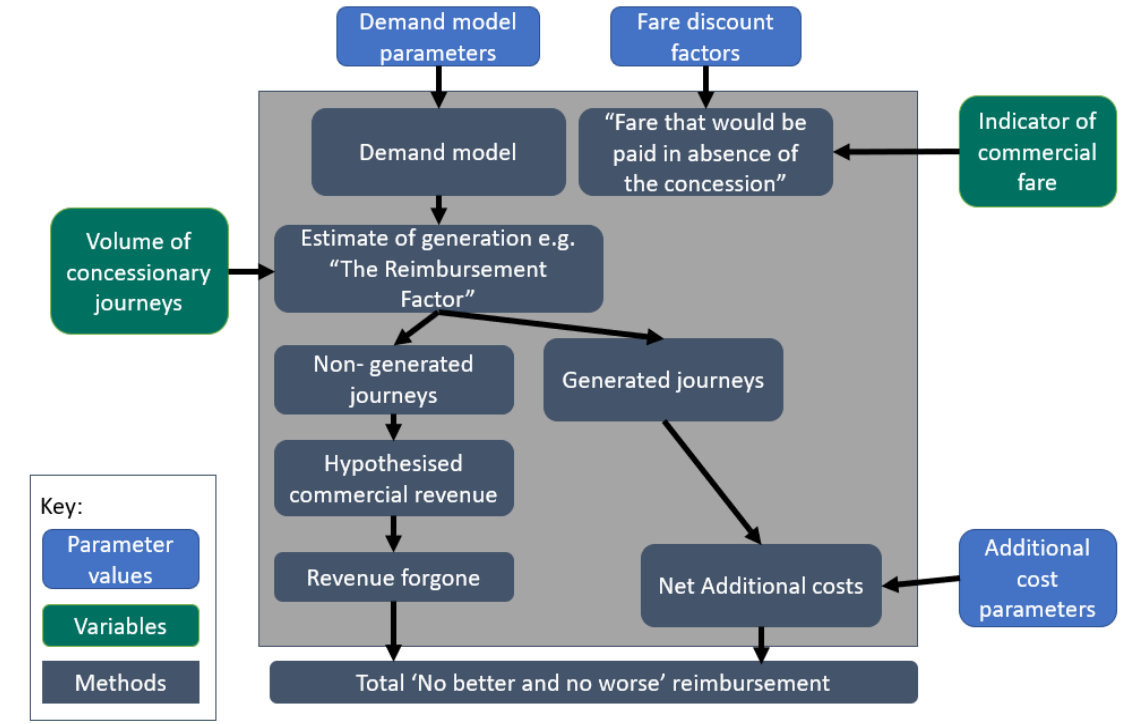 Demand model
parameters
Fare discount
factors
Demand model
“Fare that would be
paid in absence of
the concession”
Indicator of
commercial
fare
Volume of
concessionary
journeys
Estimate of generation e.g.
“The Reimbursement
Factor”
Non- generated
journeys
Generated journeys
Hypothesised
commercial revenue
Revenue forgone
Net Additional costs
Additional
cost
parameters
Total ‘No better and no worse’ reimbursement
Key:
Parameter
values
Variables
Methods